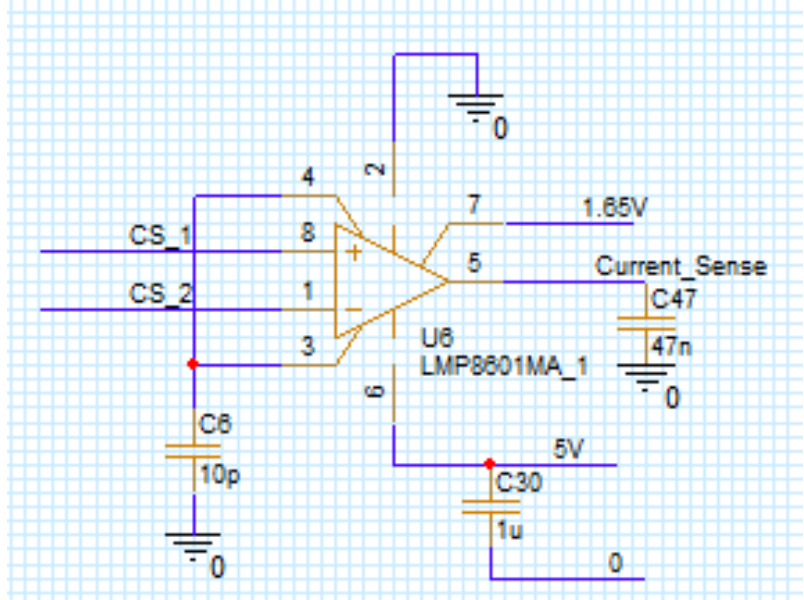 0
2
4
7
1.65V
CS_1
8
+
5
Current_Sense
CS_2
1
-
C47
3
U6
47n
LMP8601MA_1
0
6
C6
5V
10p
C30
1u
0
0